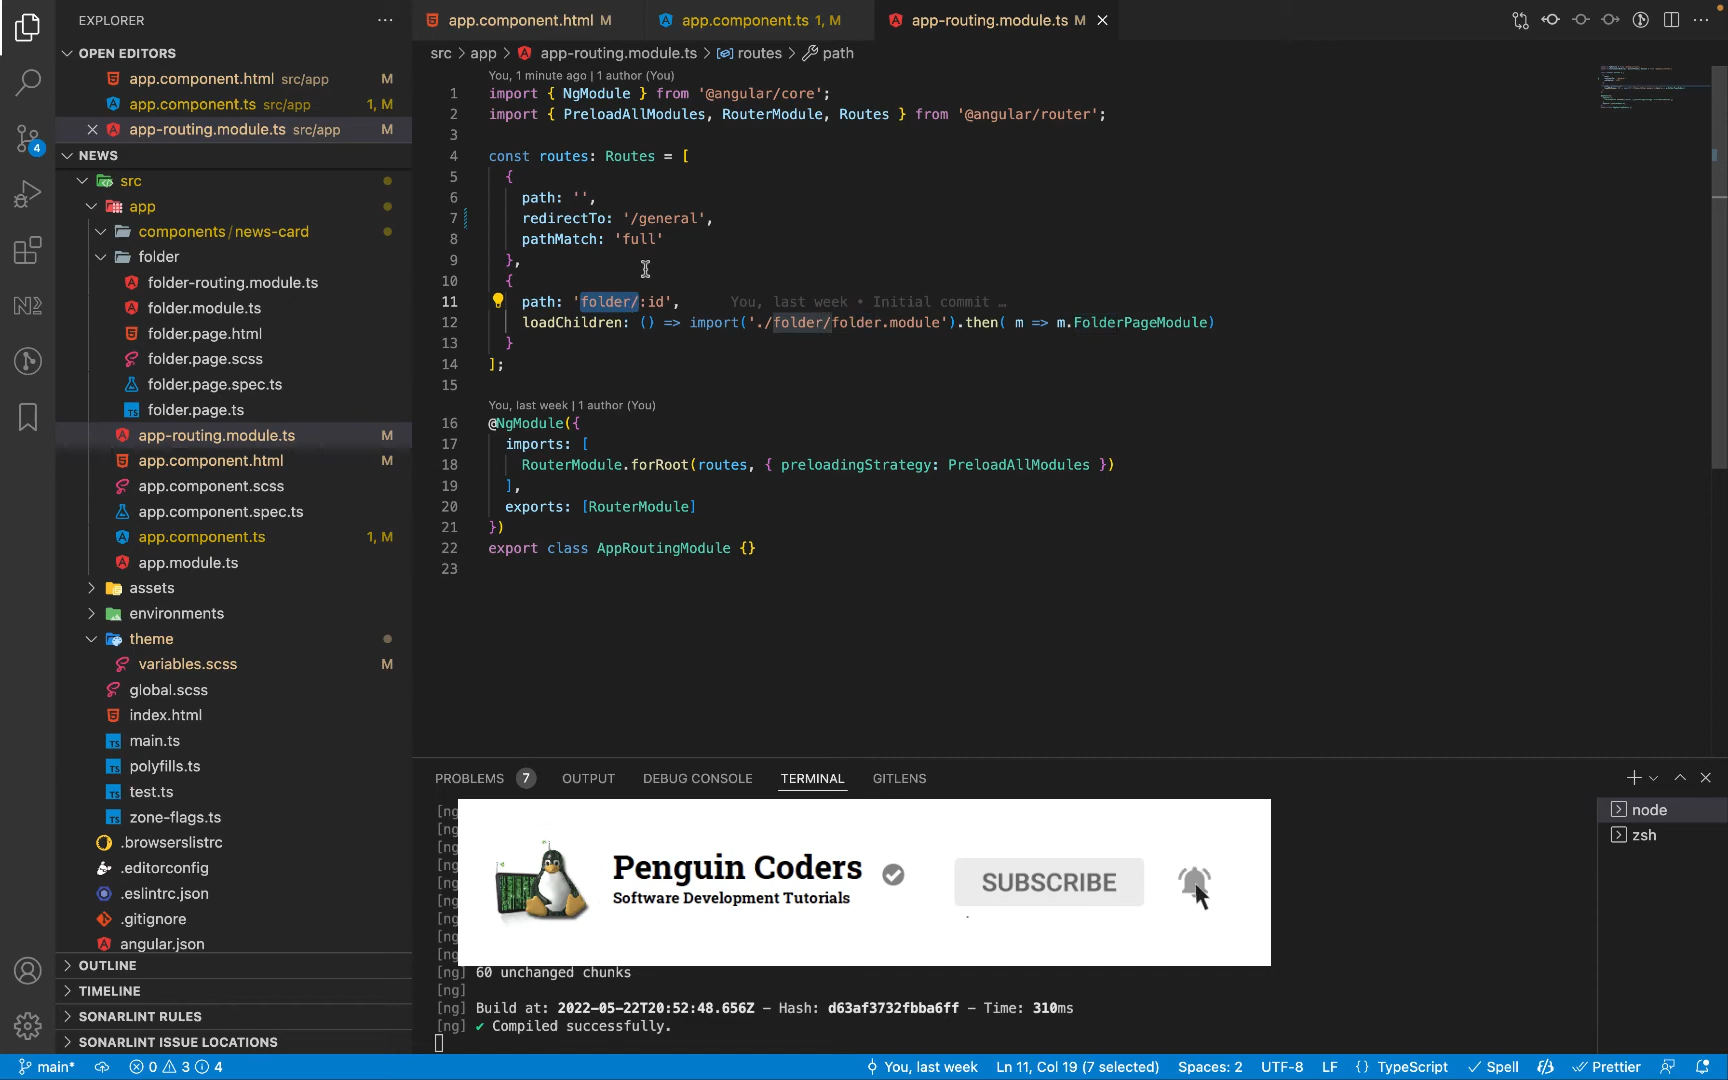 EXPLORER
OPEN EDITORS
app.component.html src/app M
app.component.ts src/app 1, M
app-routing.module.ts src/app M
NEWS
src
app
components / news-card
folder
folder-routing.module.ts
folder.module.ts
folder.page.html
folder.page.scss
folder.page.spec.ts
folder.page.ts
app-routing.module.ts M
app.component.html M
app.component.scss
app.component.spec.ts
app.component.ts 1, M
app.module.ts
assets
environments
theme
variables.scss M
global.scss
index.html
main.ts
polyfills.ts
test.ts
zone-flags.ts
.browserslistrc
.editorconfig
.eslintrc.json
.gitignore
angular.json
OUTLINE
TIMELINE
SONARLINT RULES
SONARLINT ISSUE LOCATIONS
4
app.component.html M
app.component.ts 1, M
app-routing.module.ts M
src > app > app-routing.module.ts > routes > path
You, 1 minute ago | 1 author (You)
1 import { NgModule } from '@angular/core';
2 import { PreloadAllModules, RouterModule, Routes } from '@angular/router';
3
4 const routes: Routes = [
5 {
6 path: '',
7 redirectTo: '/general',
8 pathMatch: 'full'
9 },
10 {
11 path: 'folder/:id', You, last week • Initial commit …
12 loadChildren: () => import('./folder/folder.module').then( m => m.FolderPageModule)
13 }
14 ];
15
You, last week | 1 author (You)
16 @NgModule({
17 imports: [
18 RouterModule.forRoot(routes, { preloadingStrategy: PreloadAllModules })
19 ],
20 exports: [RouterModule]
21 })
22 export class AppRoutingModule {}
23
PROBLEMS 7 OUTPUT DEBUG CONSOLE TERMINAL GITLENS
node
zsh
[ng
[ng
[ng
[ng
[ng
[ng
[ng
[ng
[ng
Penguin Coders
Software Development Tutorials
SUBSCRIBE
[ng] 60 unchanged chunks
[ng]
[ng] Build at: 2022-05-22T20:52:48.656Z – Hash: d63af3732fbba6ff – Time: 310ms
[ng] ✔ Compiled successfully.
main* 0 3 4 You, last week Ln 11, Col 19 (7 selected) Spaces: 2 UTF-8 LF {} TypeScript Spell Prettier